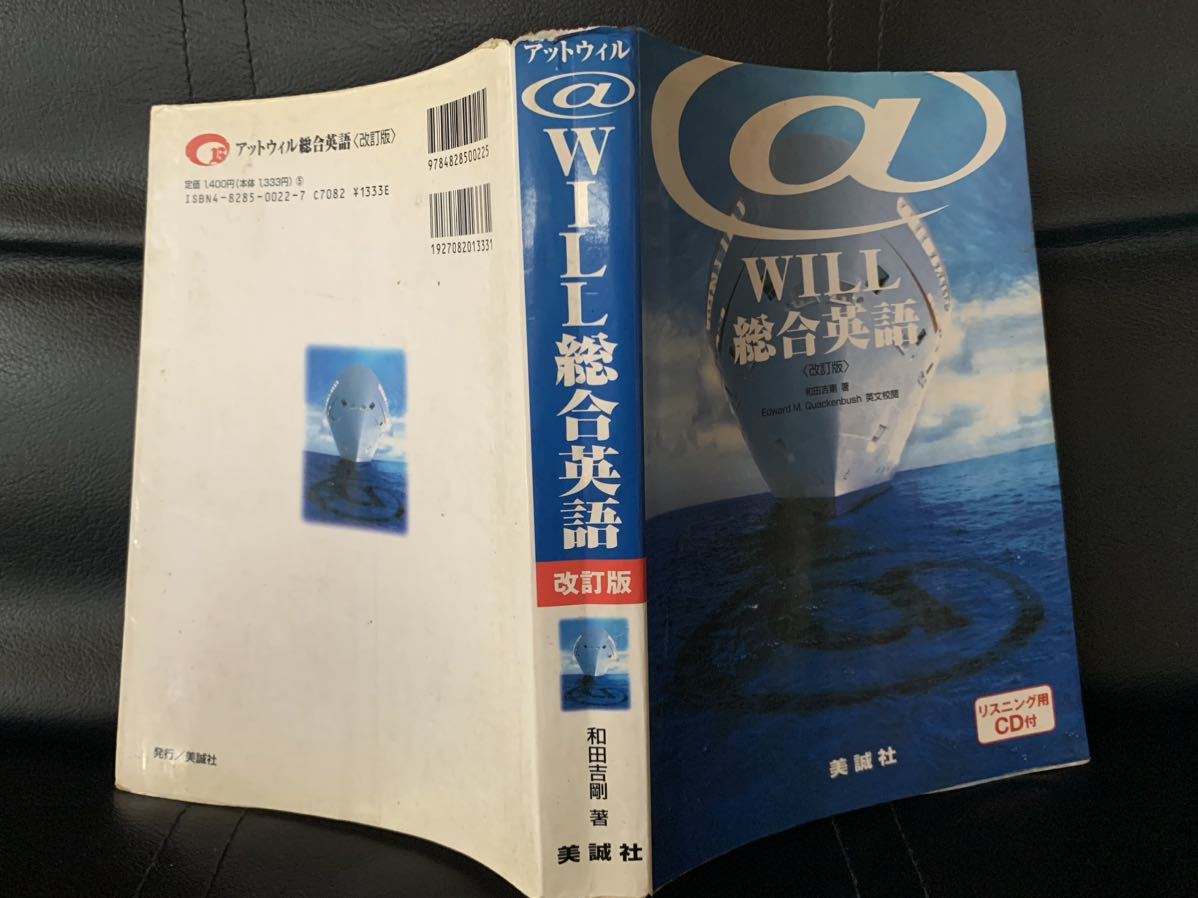 アットウィル総合英語〈改訂版〉
定価1,400円(本体1,333円) ⑤
ISBN4-8285-0022-7 C7082 ¥1333E
9784828500225
1927082013331
発行／美誠社
アットウィル
@
WILL総合英語
改訂版
和田吉剛 著
美誠社
@
WILL
総合英語
〈改訂版〉
和田吉剛 著
Edward M. Quackenbush 英文校閲
リスニング用
CD付
美誠社